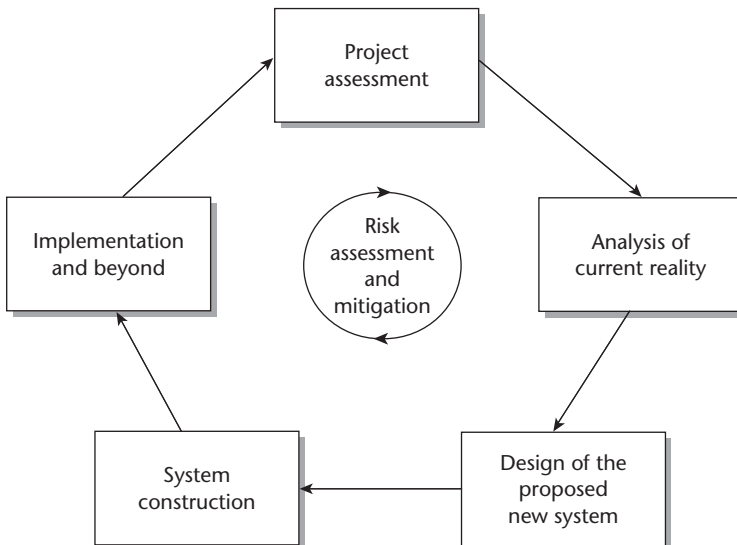 Project
assessment
Analysis of
current reality
Design of the
proposed
new system
System
construction
Implementation
and beyond
Risk
assessment
and
mitigation